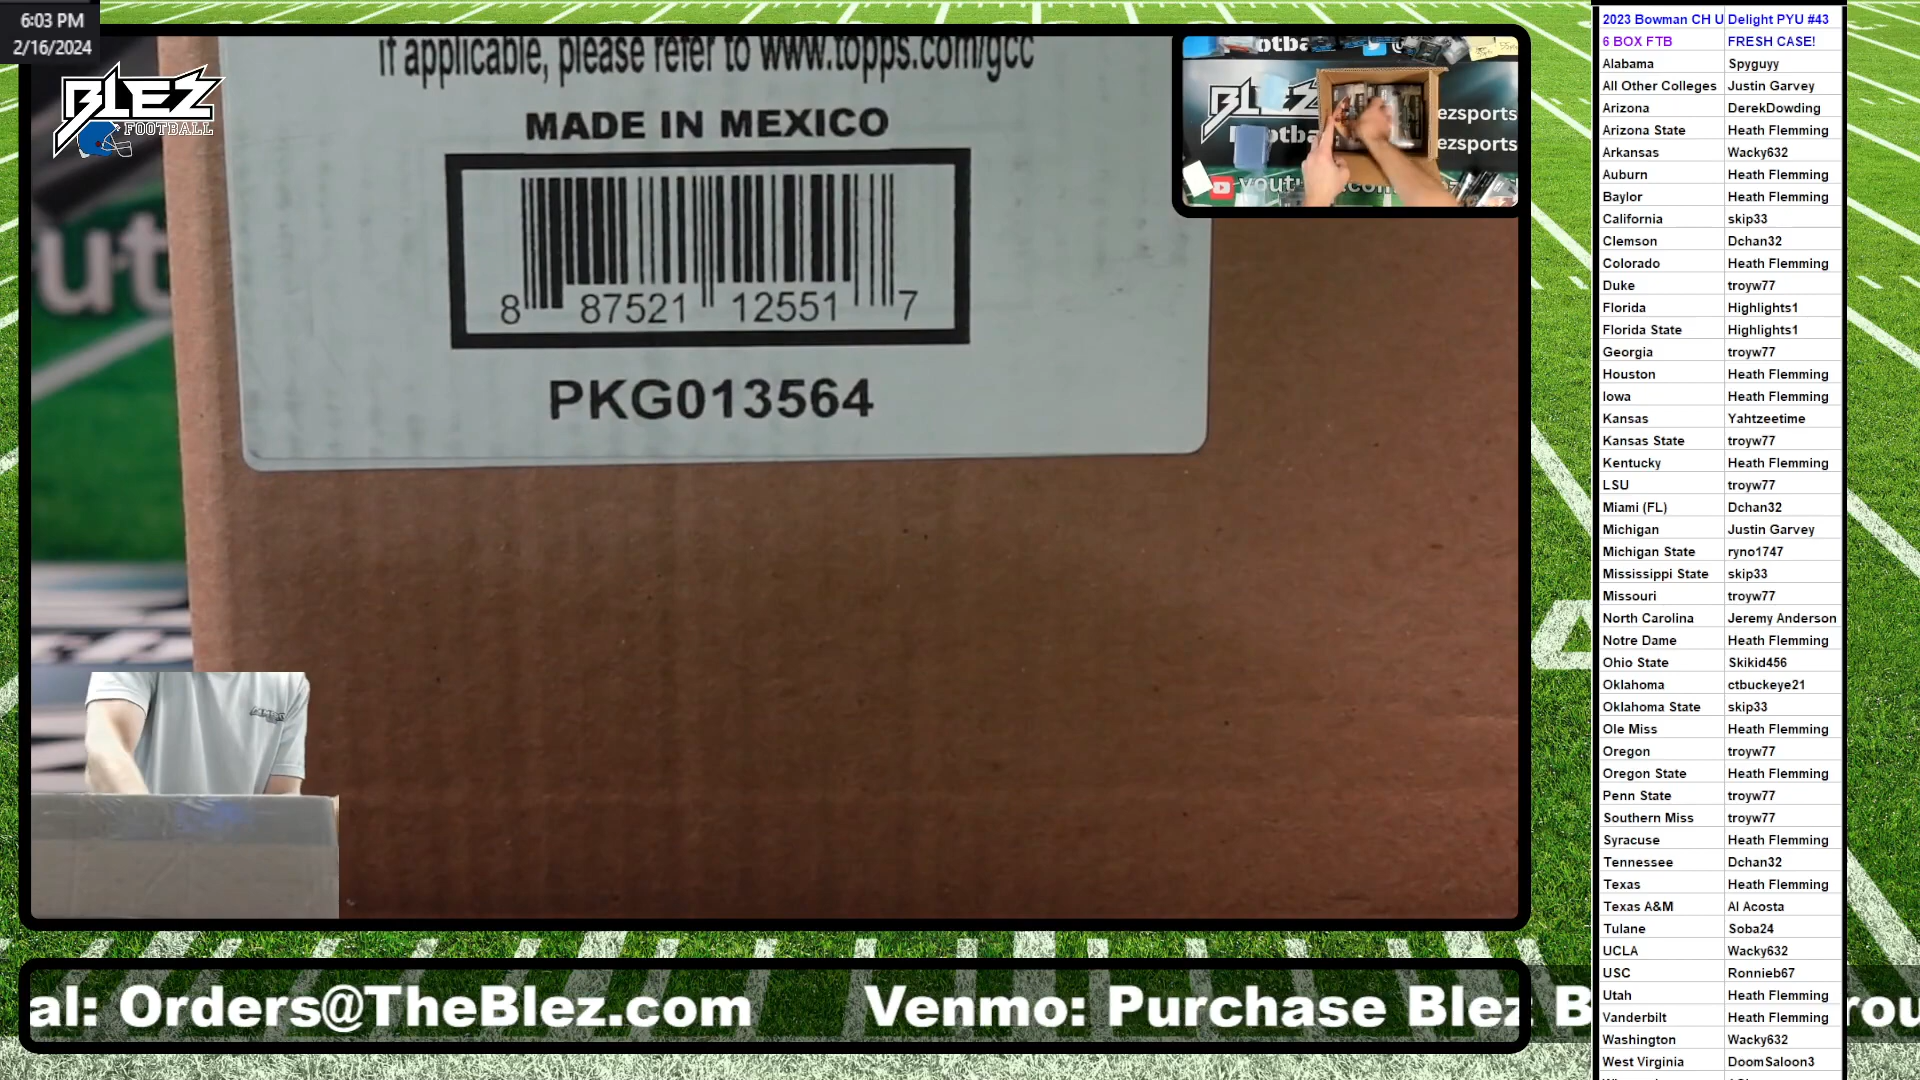 6:03 PM
2/16/2024
BLEZ
FOOTBALL
if applicable, please refer to www.topps.com/gcc
MADE IN MEXICO
8 87521 12551 7
PKG013564
BLEZ
ezsports
ezsports
al: Orders@TheBlez.com Venmo: Purchase Blez B
2023 Bowman CH U Delight PYU #43
6 BOX FTB FRESH CASE!
Alabama Spyguyy
All Other Colleges Justin Garvey
Arizona DerekDowding
Arizona State Heath Flemming
Arkansas Wacky632
Auburn Heath Flemming
Baylor Heath Flemming
California skip33
Clemson Dchan32
Colorado Heath Flemming
Duke troyw77
Florida Highlights1
Florida State Highlights1
Georgia troyw77
Houston Heath Flemming
Iowa Heath Flemming
Kansas Yahtzeetime
Kansas State troyw77
Kentucky Heath Flemming
LSU troyw77
Miami (FL) Dchan32
Michigan Justin Garvey
Michigan State ryno1747
Mississippi State skip33
Missouri troyw77
North Carolina Jeremy Anderson
Notre Dame Heath Flemming
Ohio State Skikid456
Oklahoma ctbuckeye21
Oklahoma State skip33
Ole Miss Heath Flemming
Oregon troyw77
Oregon State Heath Flemming
Penn State troyw77
Southern Miss troyw77
Syracuse Heath Flemming
Tennessee Dchan32
Texas Heath Flemming
Texas A&M Al Acosta
Tulane Soba24
UCLA Wacky632
USC Ronnieb67
Utah Heath Flemming
Vanderbilt Heath Flemming
Washington Wacky632
West Virginia DoomSaloon3